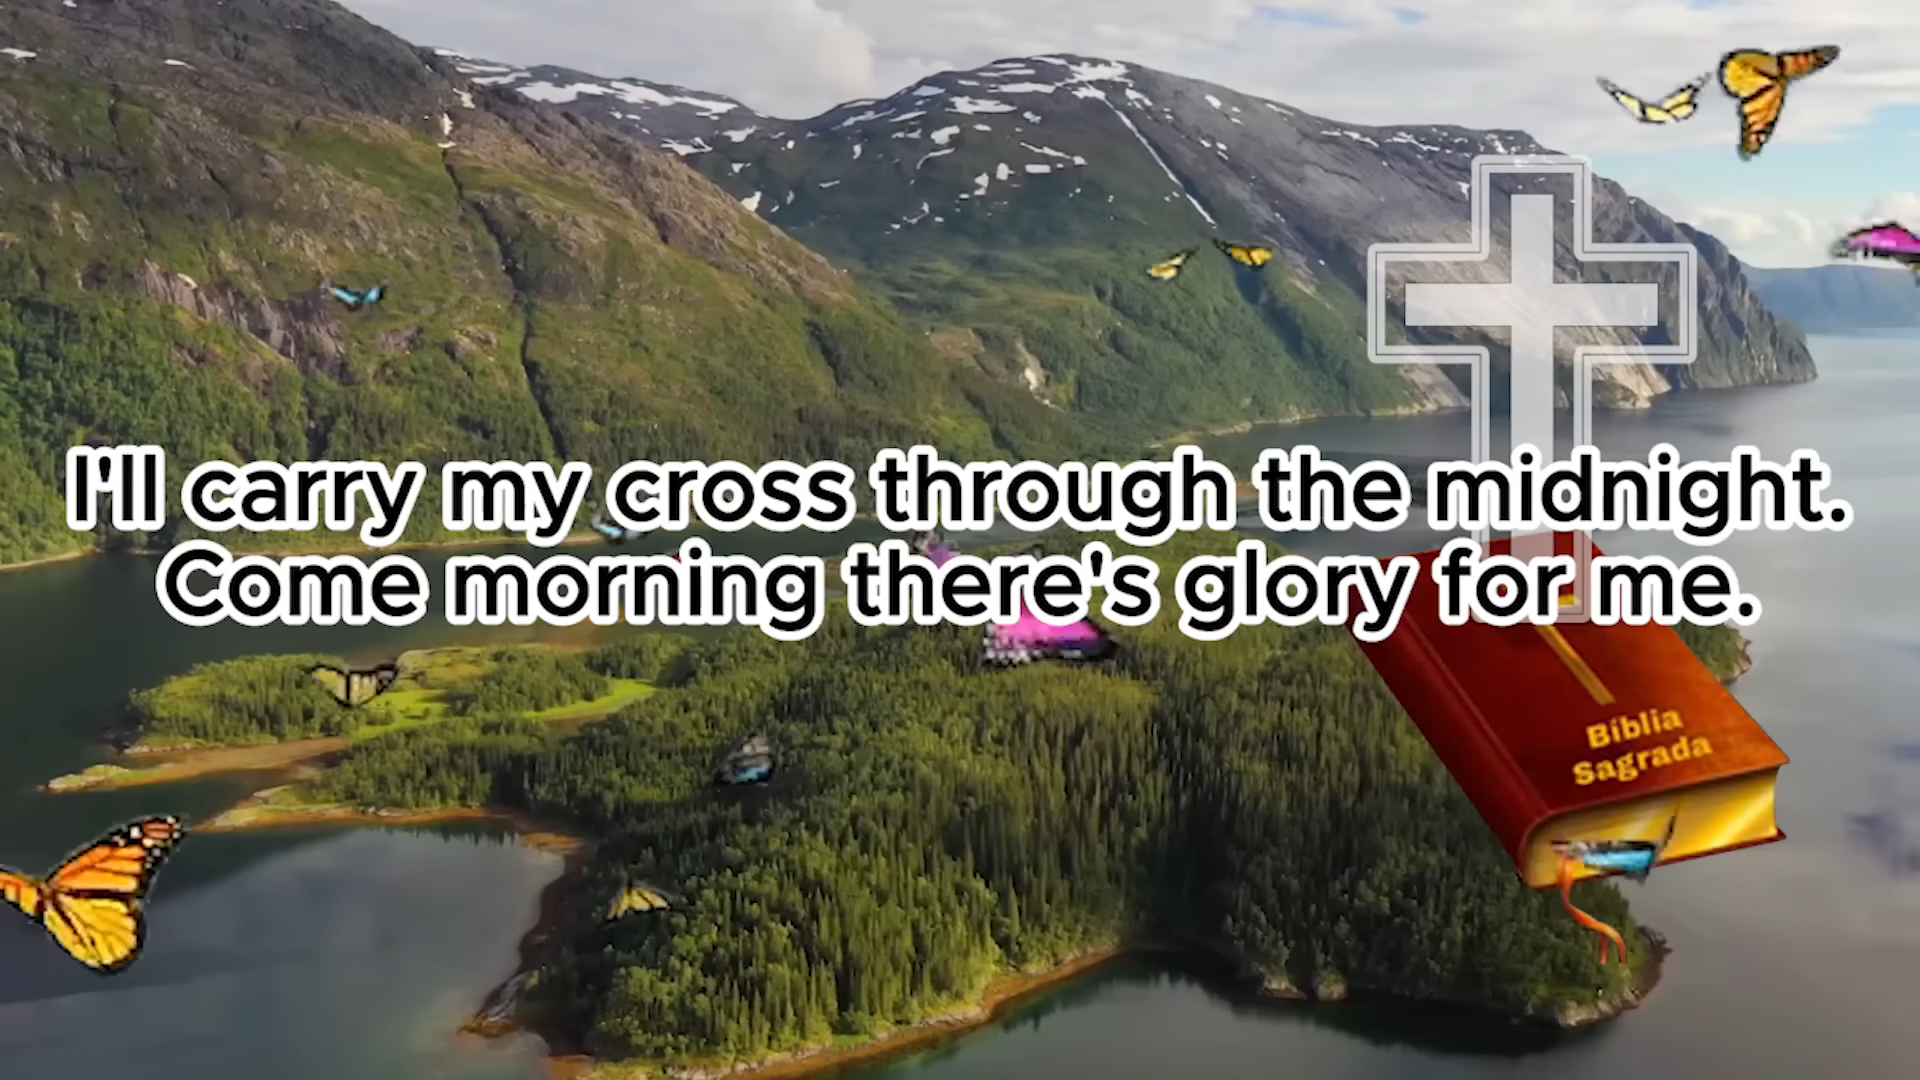 I'll carry my cross through the midnight.
Come morning there's glory for me.
Bíblia
Sagrada